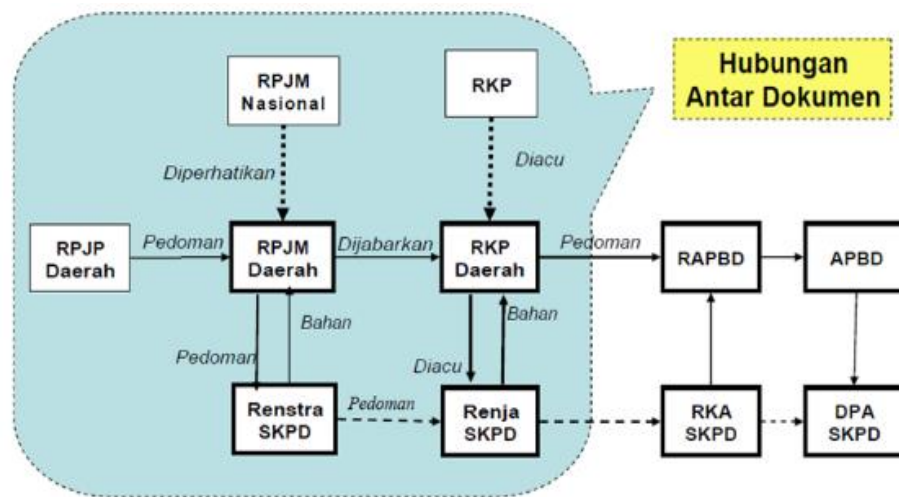 RPJM
Nasional
RKP
Hubungan
Antar Dokumen
Diperhatikan
Diacu
RPJP
Daerah
Pedoman
RPJM
Daerah
Dijabarkan
RKP
Daerah
Pedoman
RAPBD
APBD
Pedoman
Bahan
Diacu
Bahan
Renstra
SKPD
Pedoman
Renja
SKPD
RKA
SKPD
DPA
SKPD